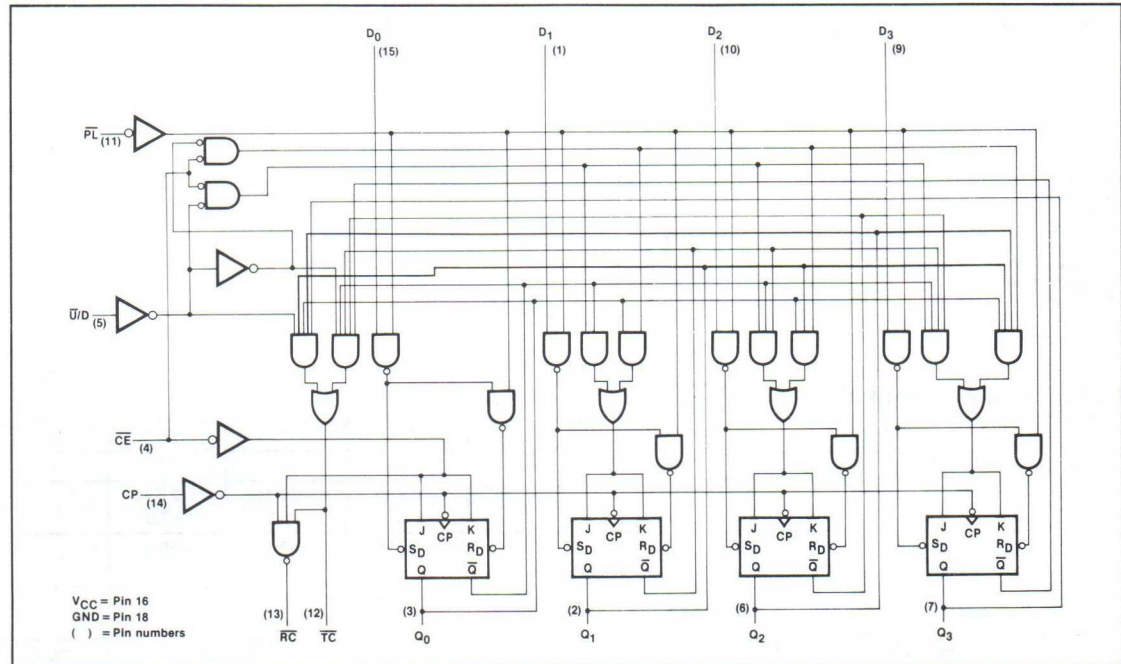 D0 D1 D2 D3
(15) (1) (10) (9)
PL
(11)
U/D
(5)
CE
(4)
CP
(14)
J K J K J K J K
CP CP CP CP
SD RD SD RD SD RD SD RD
Q Q Q Q Q Q Q Q
VCC = Pin 16
GND = Pin 18
( ) = Pin numbers
(13) (12) (3) (2) (6) (7)
RC TC Q0 Q1 Q2 Q3